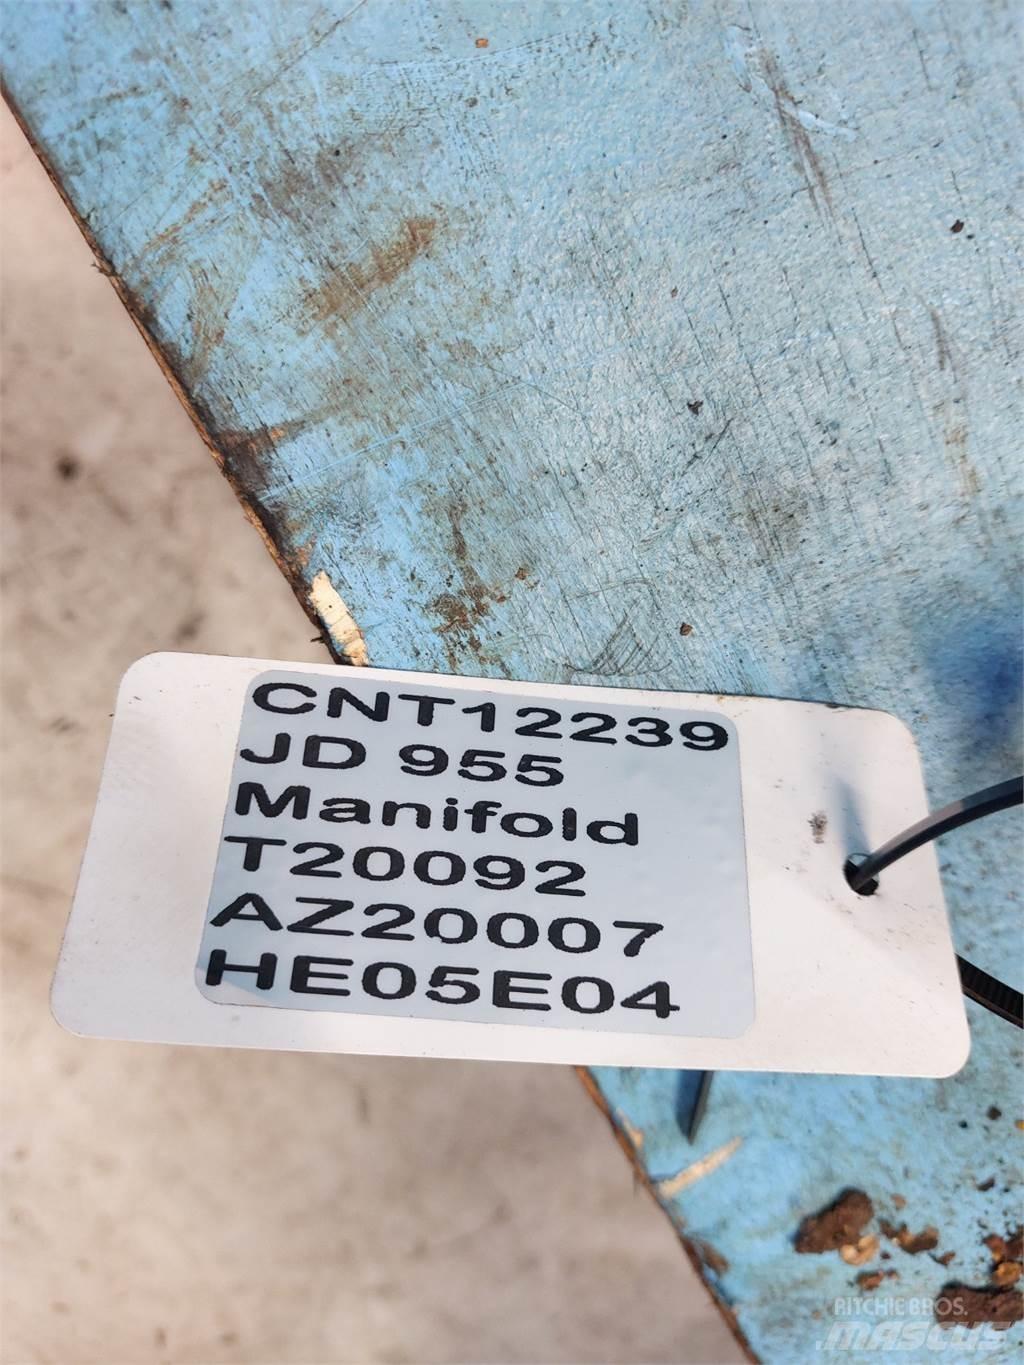 CNT12239
JD 955
Manifold
T20092
AZ20007
HE05E04
RITCHIE BROS.
MASCUS